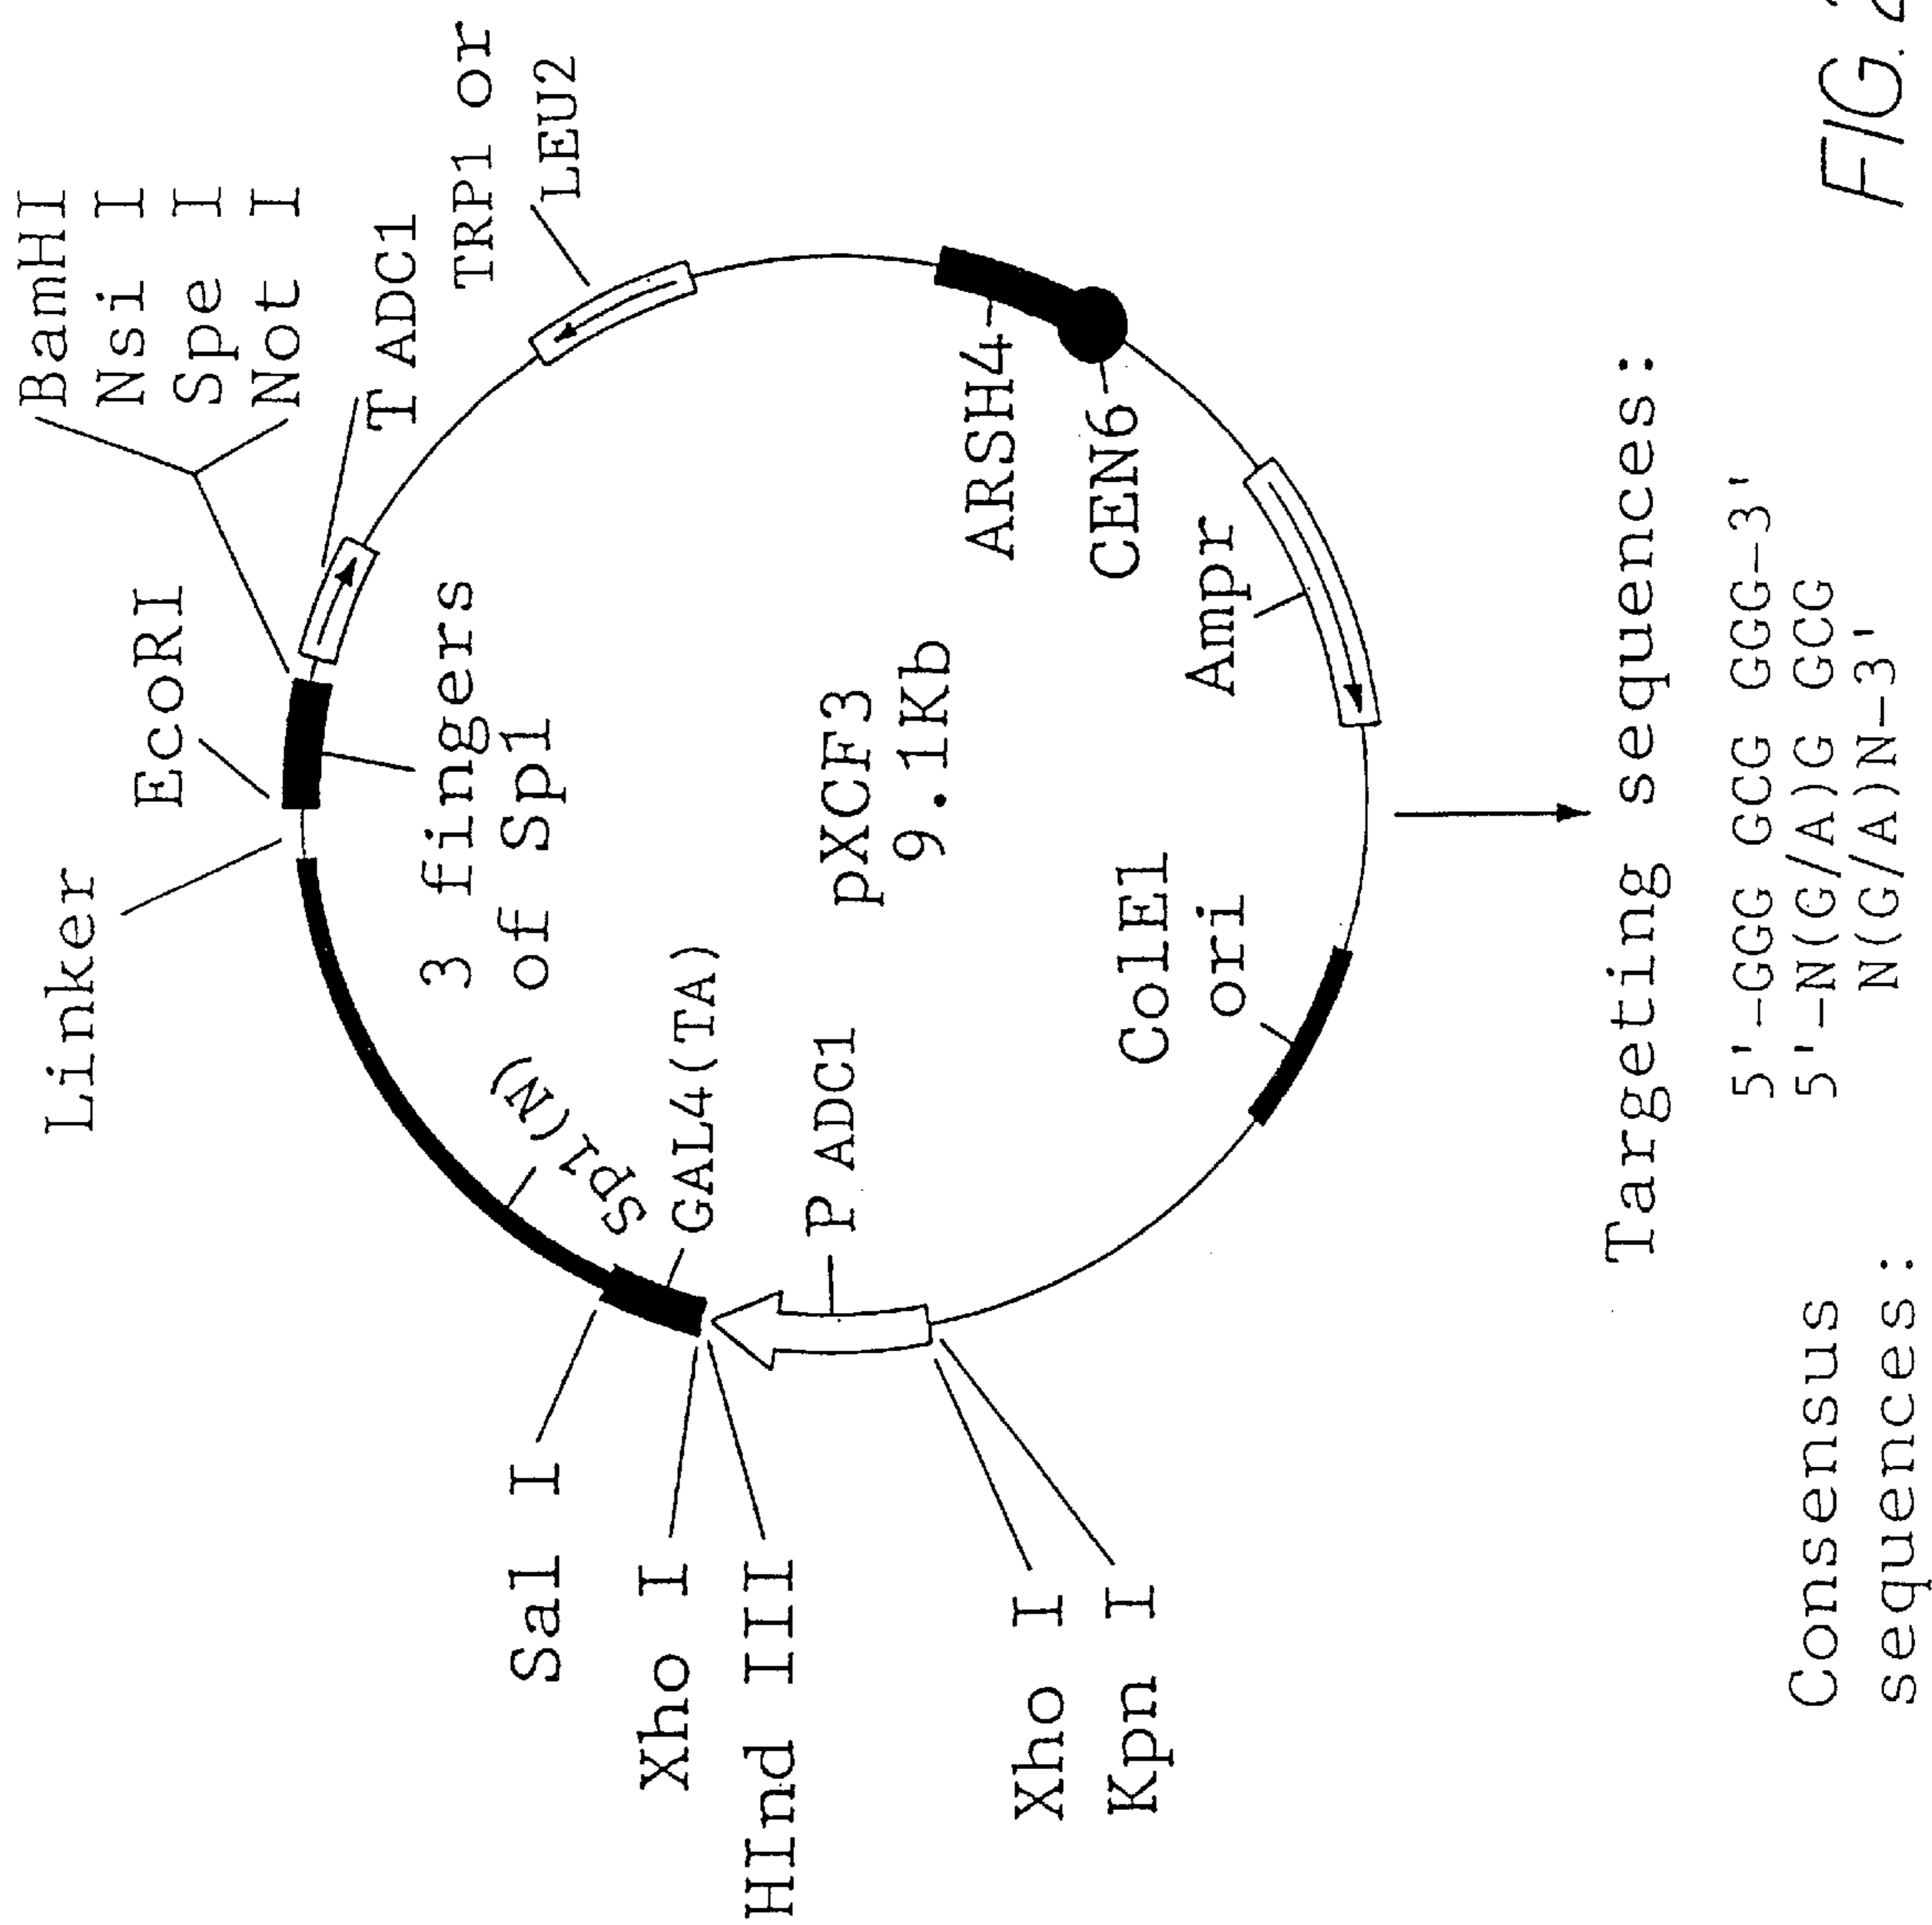 Linker
EcoRI
BamHI
Nsi I
Spe I
Not I
T ADC1
TRP1 or
LEU2
3 fingers
of Sp1
Sp1(N)
GAL4(TA)
Sal I
Xho I
HInd III
P ADC1
pXCF3
9.1Kb
ARSH4
CEN6
Ampr
ColE1
ori
Xho I
Kpn I
Targeting sequences:
5'-GGG GCG GGG-3'
Consensus
sequences:
5'-N(G/A)G GCG
N(G/A)N-3'
FIG.